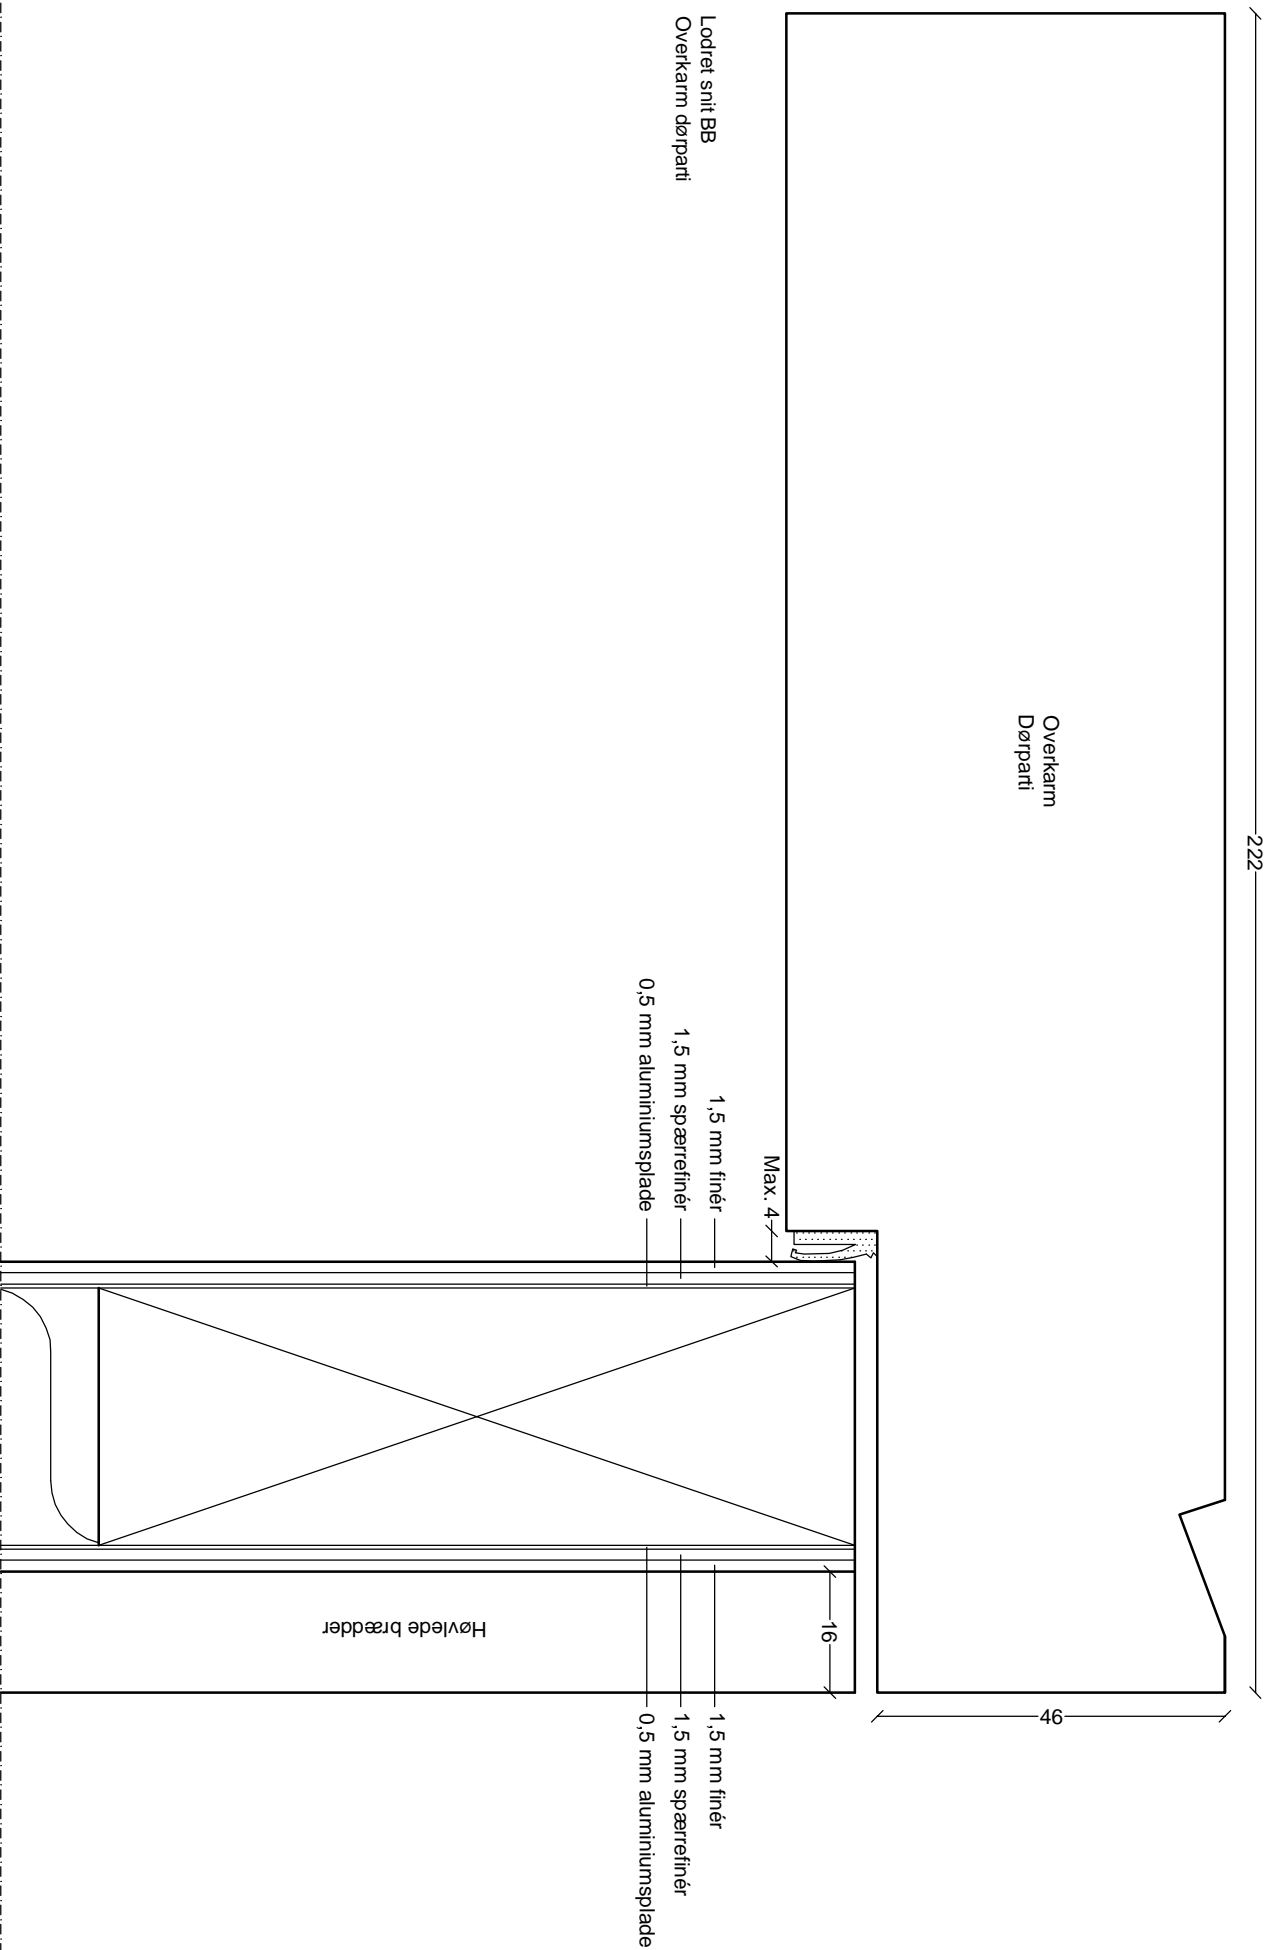 222
Overkarm
Dørparti
46
Lodret snit BB
Overkarm dørparti
Max. 4
1,5 mm finér
1,5 mm spærrefinér
0,5 mm aluminiumsplade
16
Høvlede brædder
1,5 mm finér
1,5 mm spærrefinér
0,5 mm aluminiumsplade